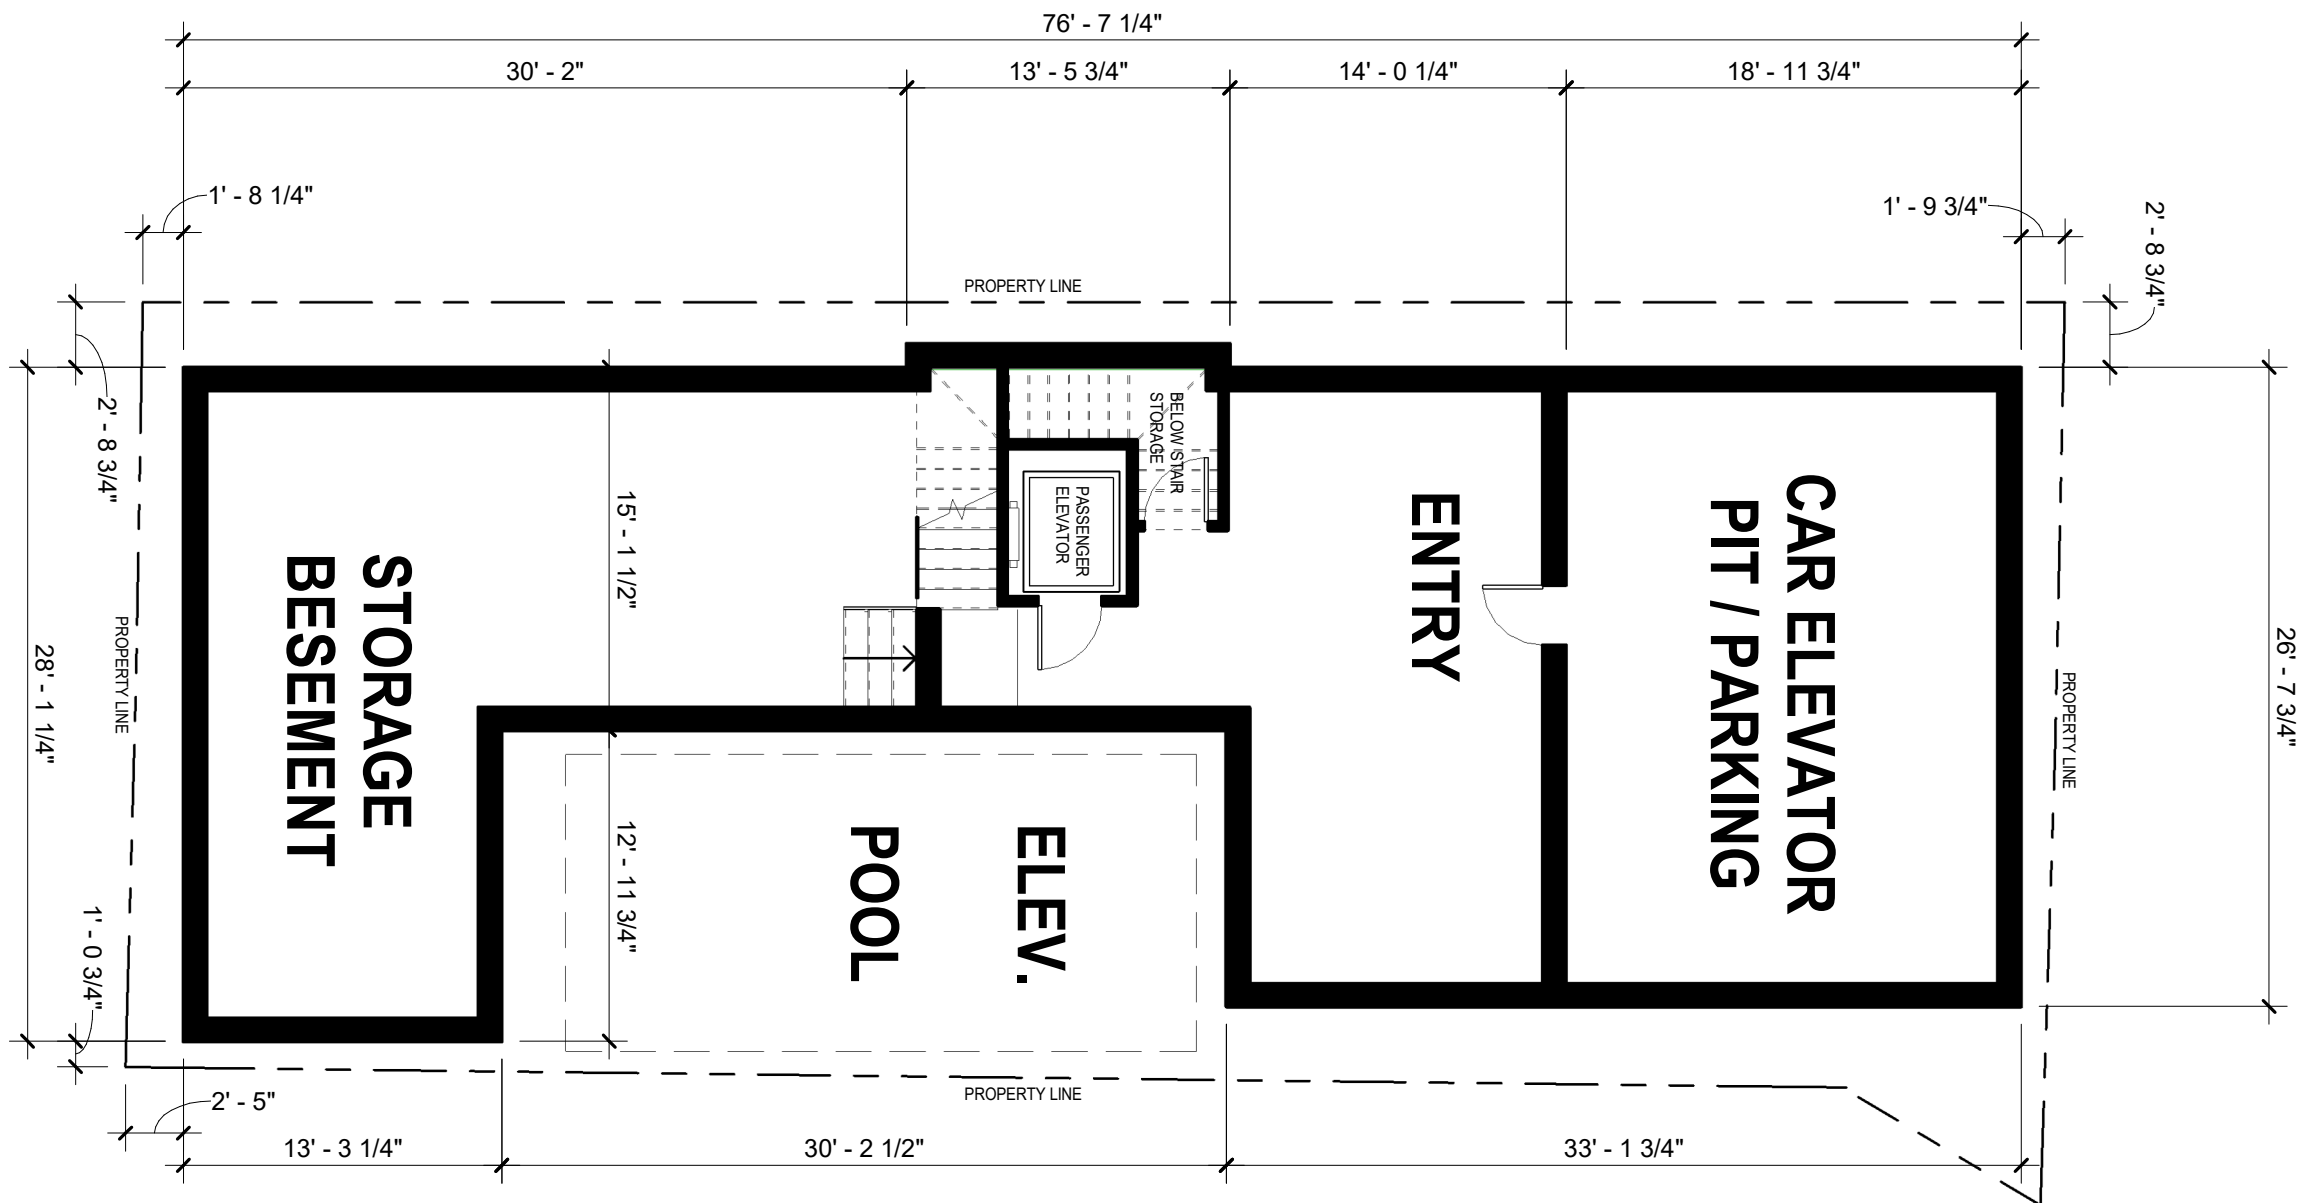 76' - 7 1/4"
30' - 2"
13' - 5 3/4"
14' - 0 1/4"
18' - 11 3/4"
1' - 8 1/4"
1' - 9 3/4"
2' - 8 3/4"
PROPERTY LINE
2' - 8 3/4"
BELOW STAIR
STORAGE
PASSENGER
ELEVATOR
15' - 1 1/2"
ENTRY
CAR ELEVATOR
PIT / PARKING
STORAGE
BESEMENT
PROPERTY LINE
28' - 1 1/4"
26' - 7 3/4"
PROPERTY LINE
12' - 11 3/4"
ELEV.
POOL
1' - 0 3/4"
PROPERTY LINE
2' - 5"
13' - 3 1/4"
30' - 2 1/2"
33' - 1 3/4"